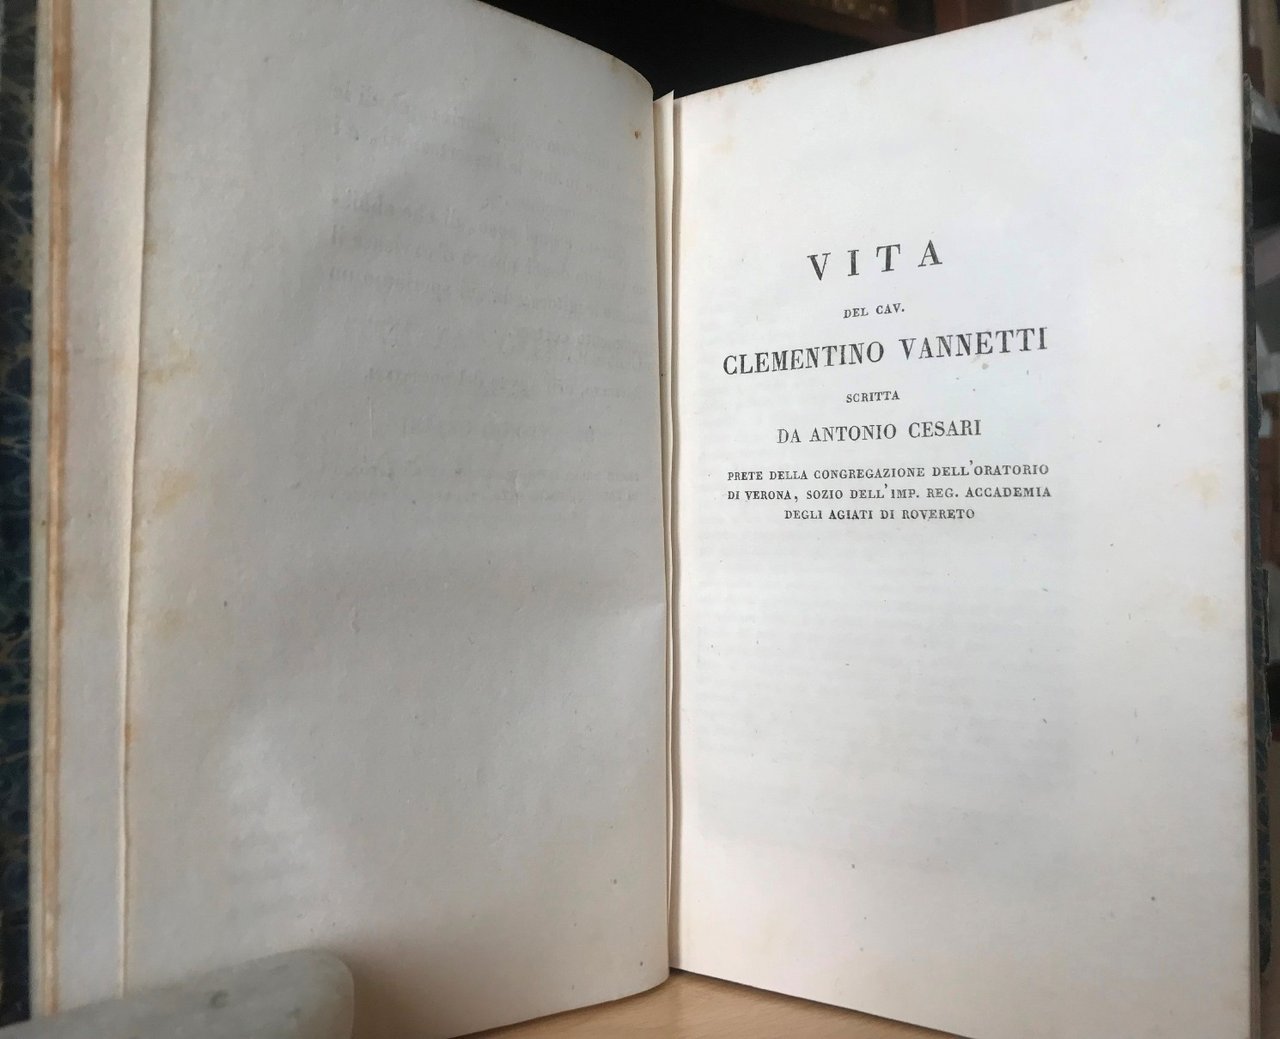 VITA
DEL CAV.
CLEMENTINO VANNETTI
SCRITTA
DA ANTONIO CESARI
PRETE DELLA CONGREGAZIONE DELL'ORATORIO
DI VERONA, SOZIO DELL'IMP. REG. ACCADEMIA
DEGLI AGIATI DI ROVERETO